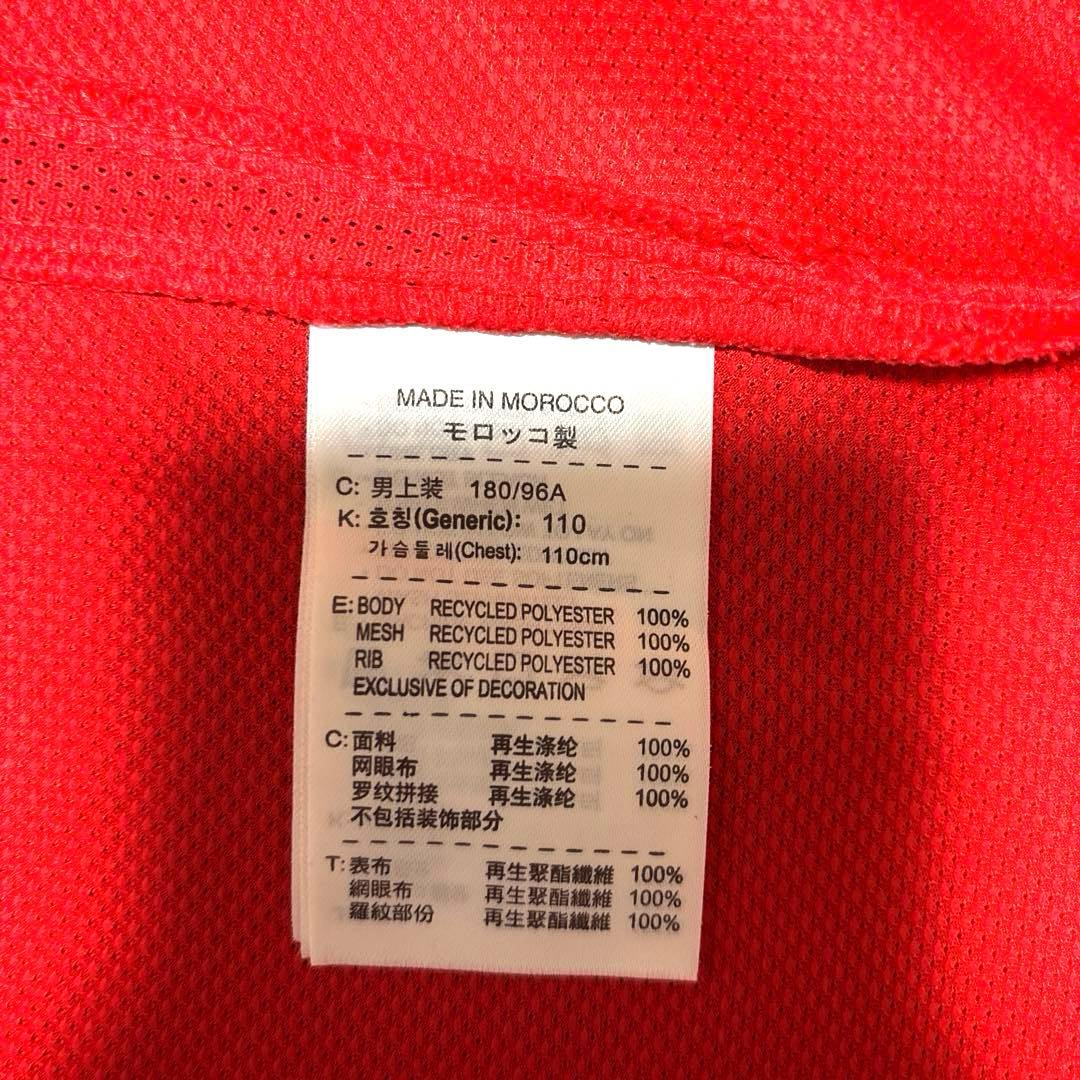 MADE IN MOROCCO
モロッコ製
C: 男上装 180/96A
K: 호칭(Generic): 110
가슴둘레(Chest): 110cm
E: BODY RECYCLED POLYESTER 100%
MESH RECYCLED POLYESTER 100%
RIB RECYCLED POLYESTER 100%
EXCLUSIVE OF DECORATION
C: 面料 再生涤纶 100%
网眼布 再生涤纶 100%
罗纹拼接 再生涤纶 100%
不包括装饰部分
T: 表布 再生聚酯纖維 100%
網眼布 再生聚酯纖維 100%
羅紋部份 再生聚酯纖維 100%